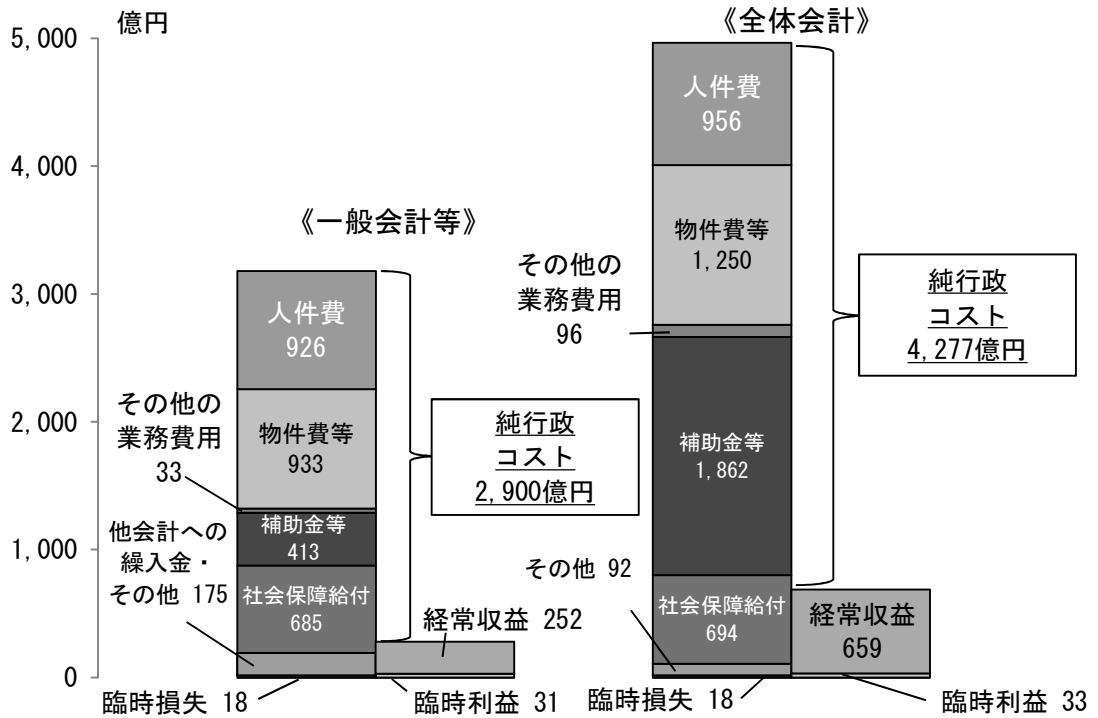 億円
5,000
4,000
3,000
2,000
1,000
0
《一般会計等》
人件費
926
物件費等
933
その他の
業務費用
33
補助金等
413
他会計への
繰入金・
その他 175
社会保障給付
685
臨時損失 18
経常収益 252
臨時利益 31
純行政
コスト
2,900億円
《全体会計》
人件費
956
物件費等
1,250
その他の
業務費用
96
補助金等
1,862
その他 92
社会保障給付
694
臨時損失 18
経常収益
659
臨時利益 33
純行政
コスト
4,277億円